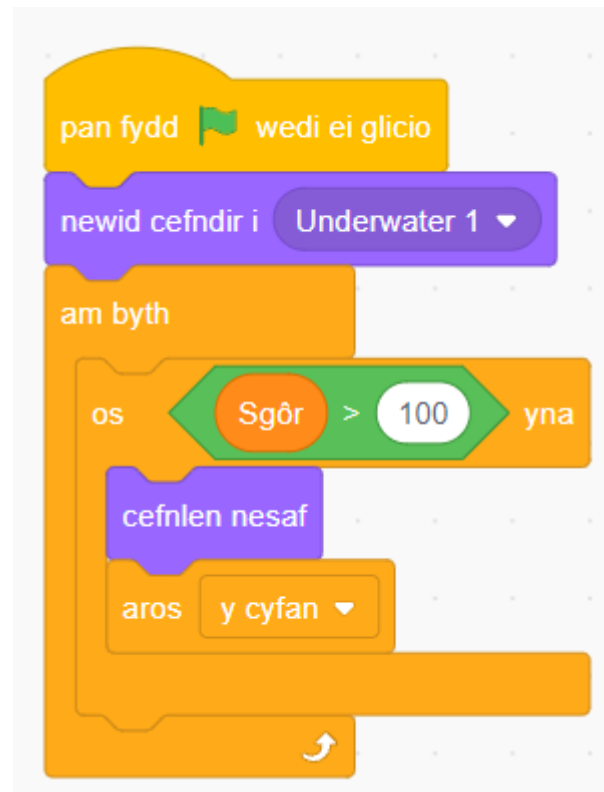 pan fydd wedi ei glicio
newid cefndir i Underwater 1
am byth
os Sgôr > 100 yna
cefnlen nesaf
aros y cyfan